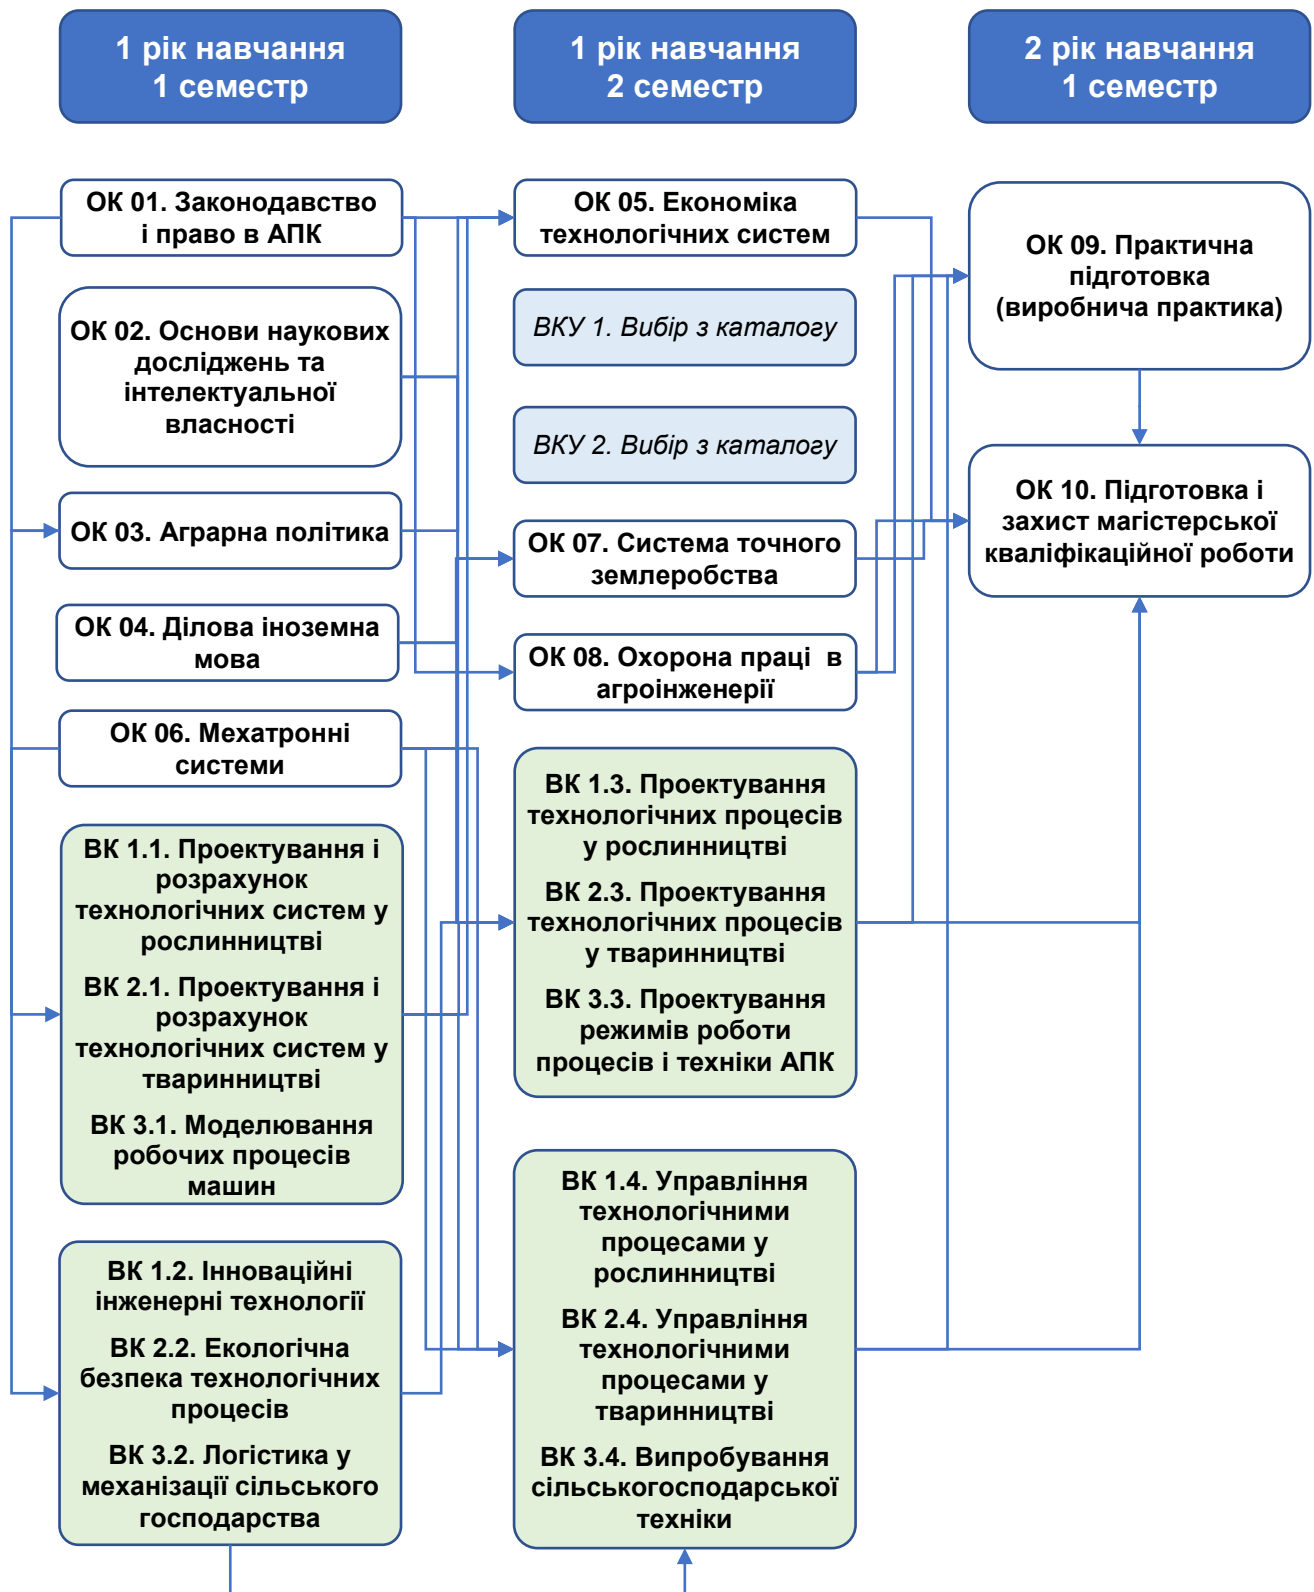 1 рік навчання
1 семестр
1 рік навчання
2 семестр
2 рік навчання
1 семестр
ОК 01. Законодавство
і право в АПК
ОК 02. Основи наукових
досліджень та
інтелектуальної
власності
ОК 03. Аграрна політика
ОК 04. Ділова іноземна
мова
ОК 06. Мехатронні
системи
ВК 1.1. Проектування і
розрахунок
технологічних систем у
рослинництві
ВК 2.1. Проектування і
розрахунок
технологічних систем у
тваринництві
ВК 3.1. Моделювання
робочих процесів
машин
ВК 1.2. Інноваційні
інженерні технології
ВК 2.2. Екологічна
безпека технологічних
процесів
ВК 3.2. Логістика у
механізації сільського
господарства
ОК 05. Економіка
технологічних систем
ВКУ 1. Вибір з каталогу
ВКУ 2. Вибір з каталогу
ОК 07. Система точного
землеробства
ОК 08. Охорона праці в
агроінженерії
ВК 1.3. Проектування
технологічних процесів
у рослинництві
ВК 2.3. Проектування
технологічних процесів
у тваринництві
ВК 3.3. Проектування
режимів роботи
процесів і техніки АПК
ВК 1.4. Управління
технологічними
процесами у
рослинництві
ВК 2.4. Управління
технологічними
процесами у
тваринництві
ВК 3.4. Випробування
сільськогосподарської
техніки
ОК 09. Практична
підготовка
(виробнича практика)
ОК 10. Підготовка і
захист магістерської
кваліфікаційної роботи